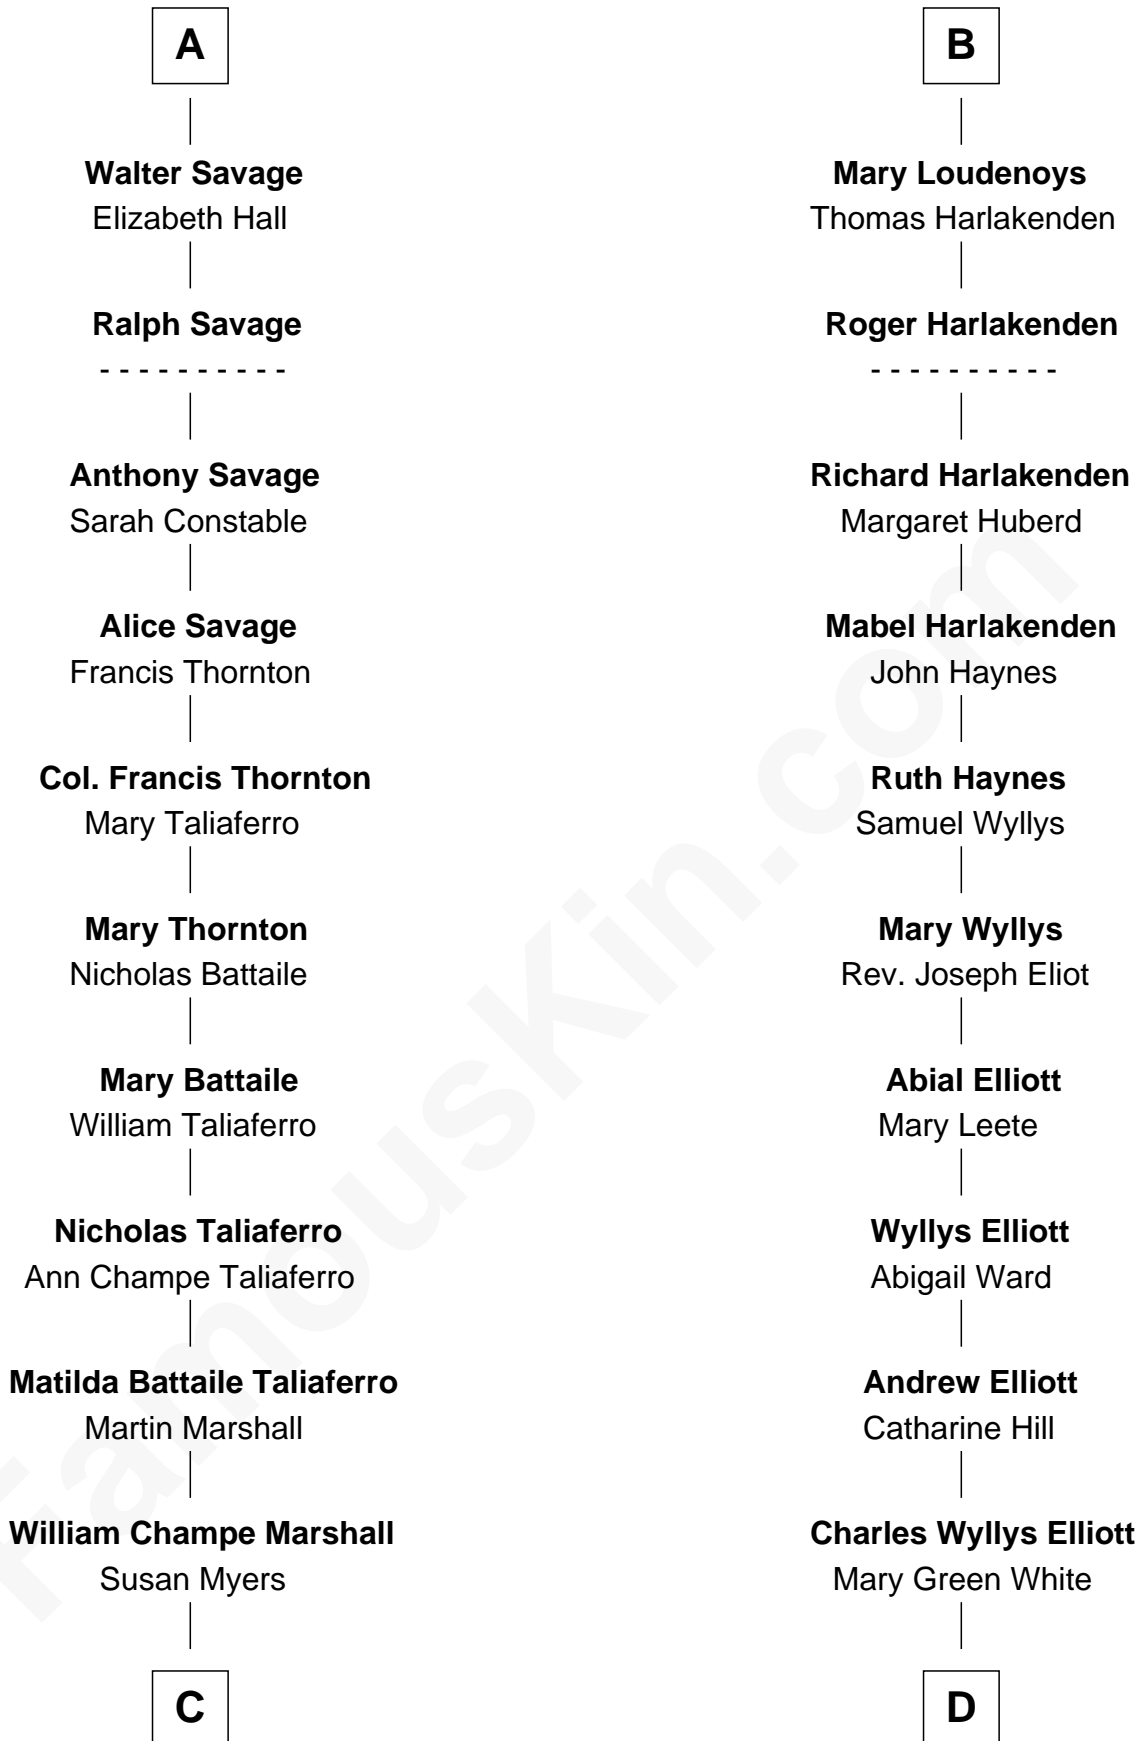 A
Walter Savage
Elizabeth Hall
Ralph Savage
- - - - - - - - - -
Anthony Savage
Sarah Constable
Alice Savage
Francis Thornton
Col. Francis Thornton
Mary Taliaferro
Mary Thornton
Nicholas Battaile
Mary Battaile
William Taliaferro
Nicholas Taliaferro
Ann Champe Taliaferro
Matilda Battaile Taliaferro
Martin Marshall
William Champe Marshall
Susan Myers
C
B
Mary Loudenoys
Thomas Harlakenden
Roger Harlakenden
- - - - - - - - - -
Richard Harlakenden
Margaret Huberd
Mabel Harlakenden
John Haynes
Ruth Haynes
Samuel Wyllys
Mary Wyllys
Rev. Joseph Eliot
Abial Elliott
Mary Leete
Wyllys Elliott
Abigail Ward
Andrew Elliott
Catharine Hill
Charles Wyllys Elliott
Mary Green White
D
FamousKin.com